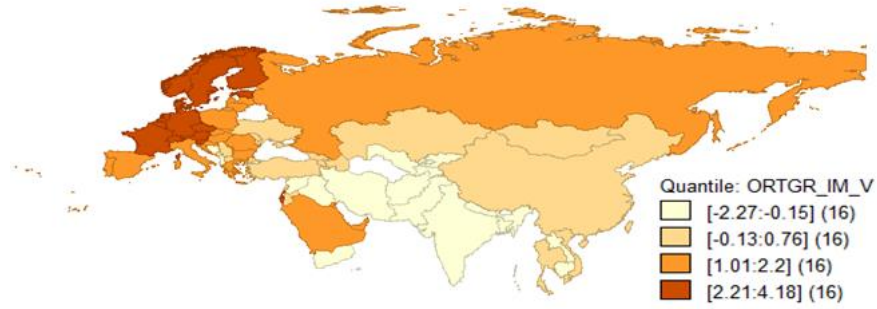 Quantile: ORTGR_IM_V
[-2.27:-0.15] (16)
[-0.13:0.76] (16)
[1.01:2.2] (16)
[2.21:4.18] (16)